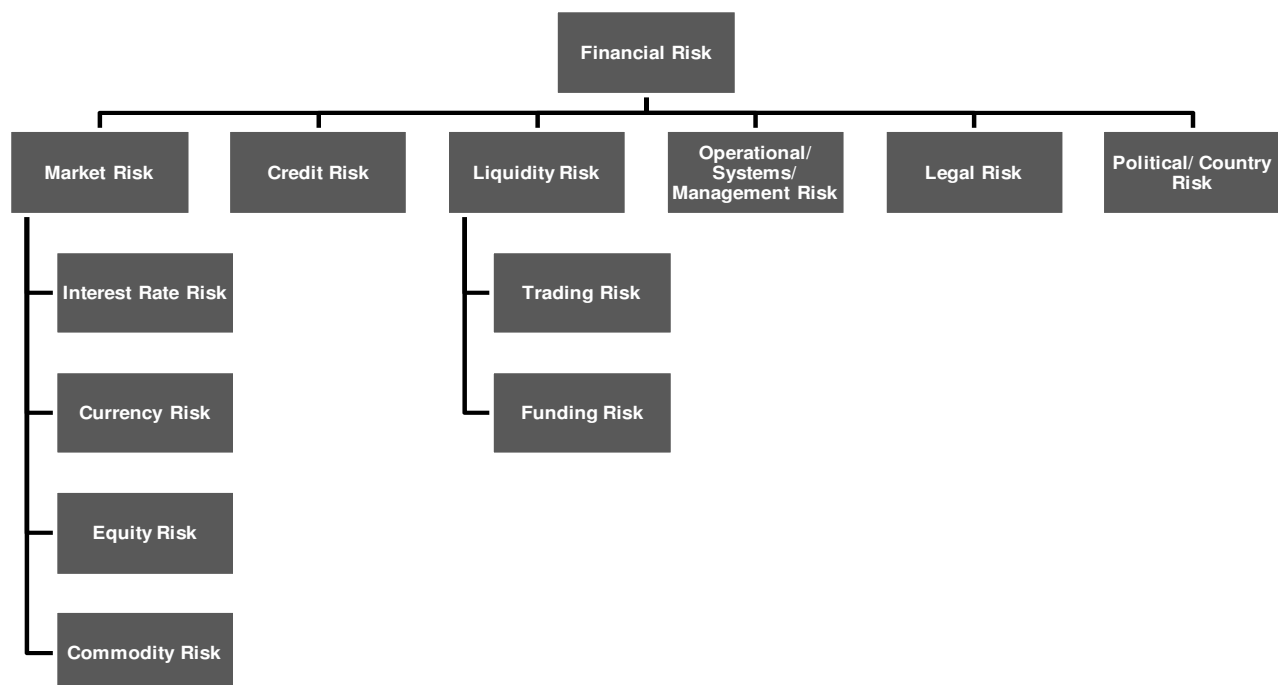 Financial Risk
Market Risk
Credit Risk
Liquidity Risk
Operational/
Systems/
Management Risk
Legal Risk
Political/ Country
Risk
Interest Rate Risk
Currency Risk
Equity Risk
Commodity Risk
Trading Risk
Funding Risk